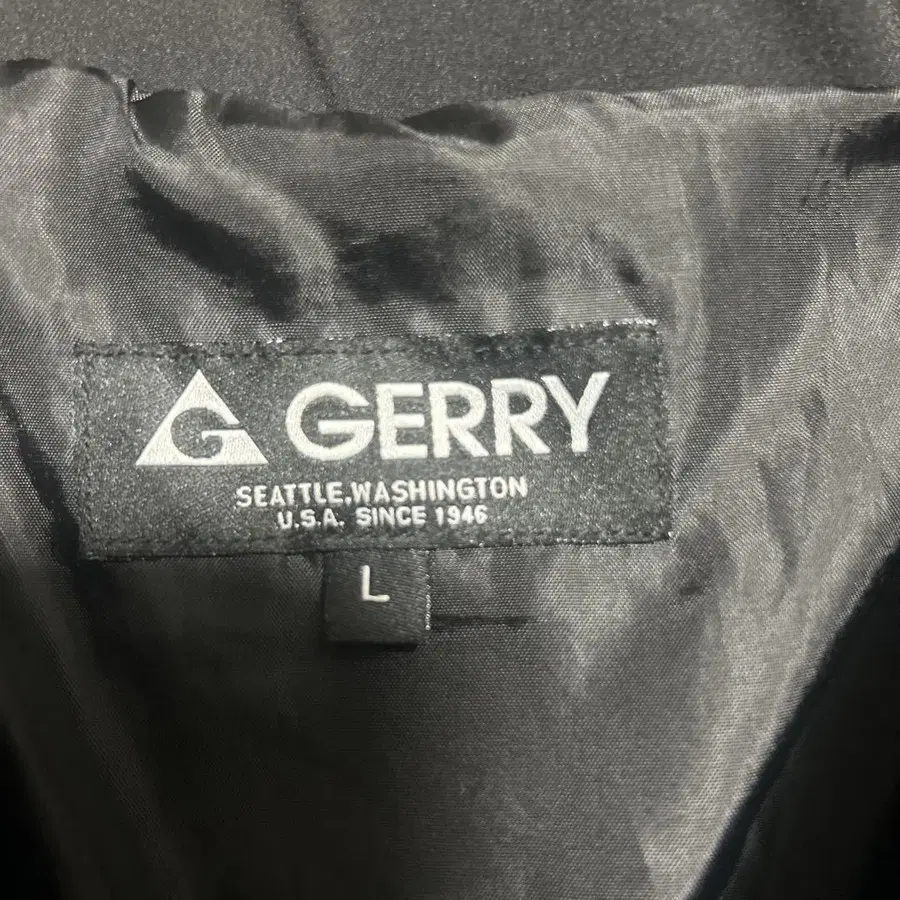 G GERRY
SEATTLE.WASHINGTON
U.S.A. SINCE 1946
L